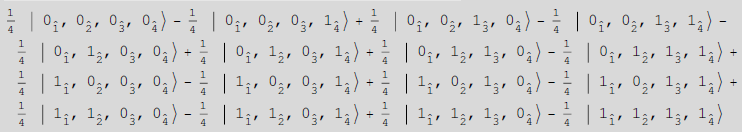 1/4 | 0_1̂, 0_2̂, 0_3̂, 0_4̂⟩ − 1/4 | 0_1̂, 0_2̂, 0_3̂, 1_4̂⟩ + 1/4 | 0_1̂, 0_2̂, 1_3̂, 0_4̂⟩ − 1/4 | 0_1̂, 0_2̂, 1_3̂, 1_4̂⟩ −
1/4 | 0_1̂, 1_2̂, 0_3̂, 0_4̂⟩ + 1/4 | 0_1̂, 1_2̂, 0_3̂, 1_4̂⟩ + 1/4 | 0_1̂, 1_2̂, 1_3̂, 0_4̂⟩ − 1/4 | 0_1̂, 1_2̂, 1_3̂, 1_4̂⟩ +
1/4 | 1_1̂, 0_2̂, 0_3̂, 0_4̂⟩ − 1/4 | 1_1̂, 0_2̂, 0_3̂, 1_4̂⟩ + 1/4 | 1_1̂, 0_2̂, 1_3̂, 0_4̂⟩ − 1/4 | 1_1̂, 0_2̂, 1_3̂, 1_4̂⟩ +
1/4 | 1_1̂, 1_2̂, 0_3̂, 0_4̂⟩ − 1/4 | 1_1̂, 1_2̂, 0_3̂, 1_4̂⟩ + 1/4 | 1_1̂, 1_2̂, 1_3̂, 0_4̂⟩ − 1/4 | 1_1̂, 1_2̂, 1_3̂, 1_4̂⟩